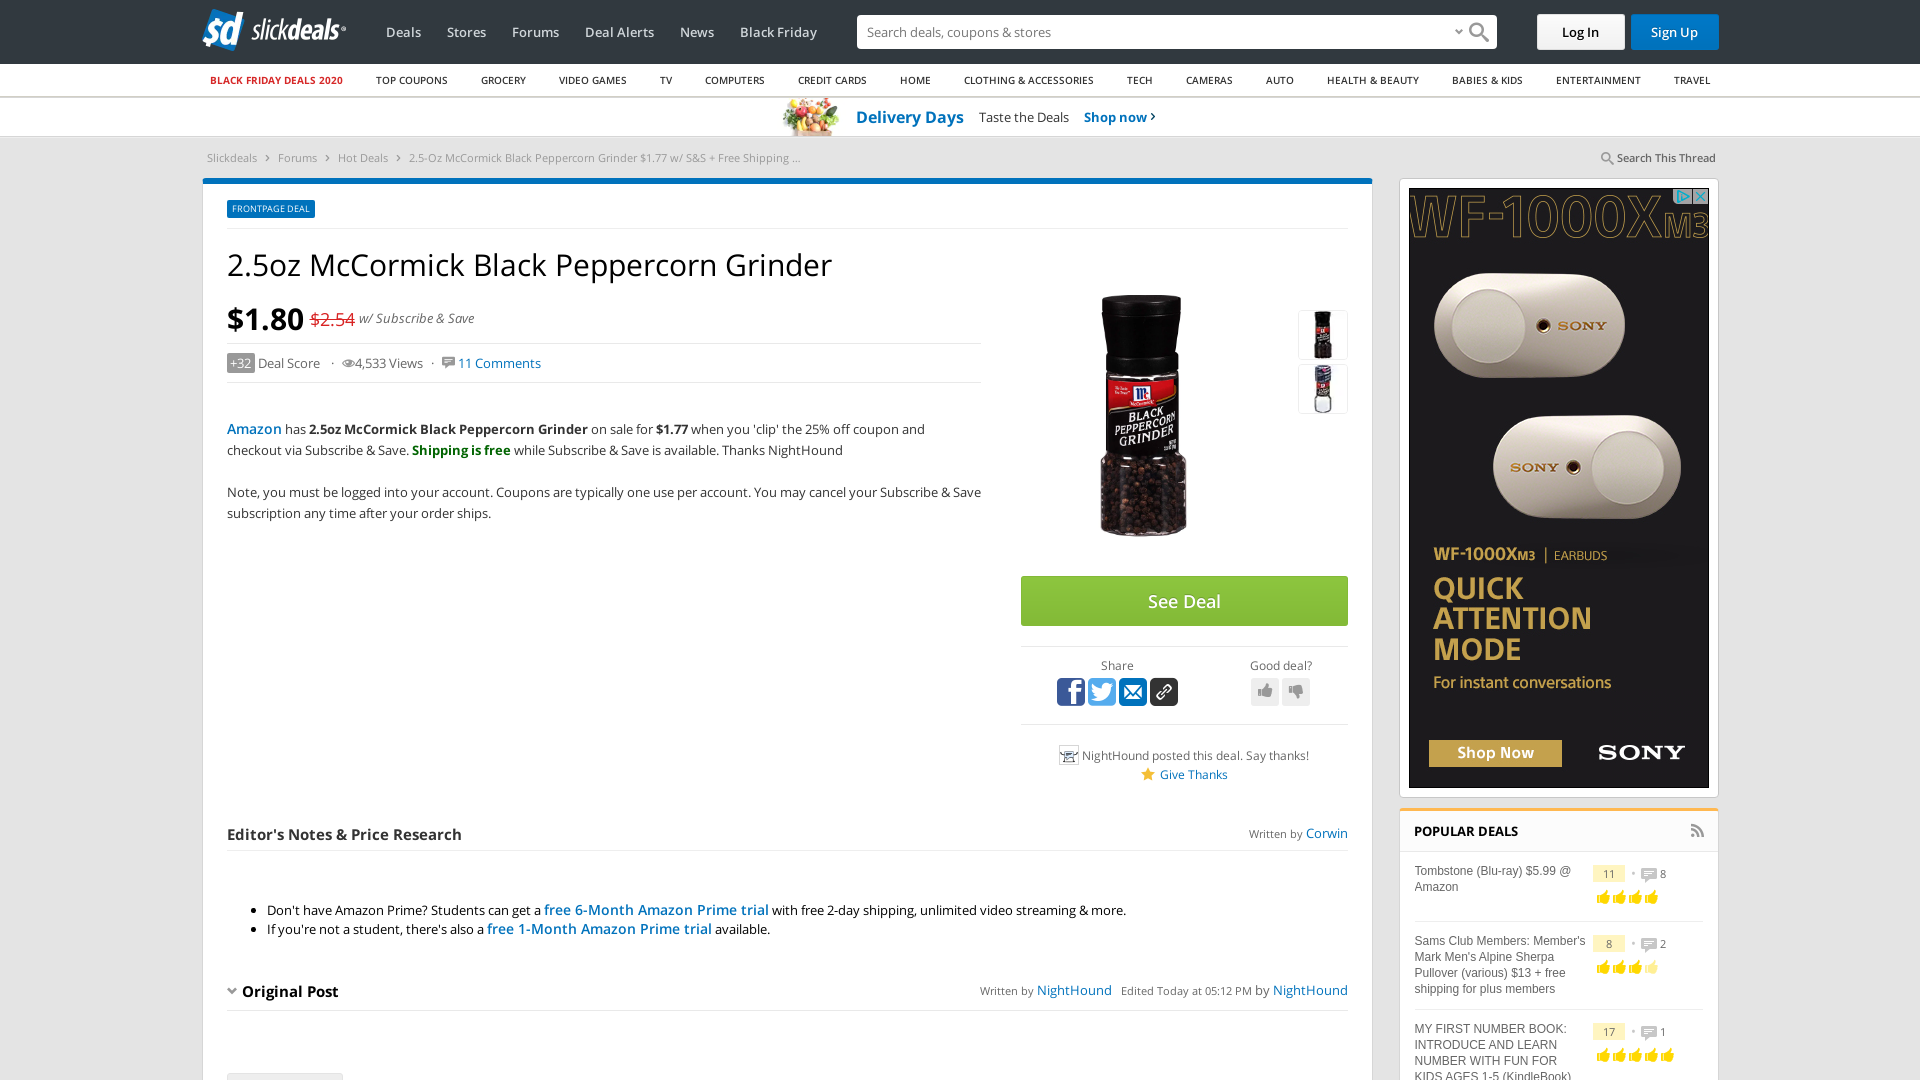 sd slickdeals®
Deals
Stores
Forums
Deal Alerts
News
Black Friday
Search deals, coupons & stores
Log In
Sign Up
BLACK FRIDAY DEALS 2020
TOP COUPONS
GROCERY
VIDEO GAMES
TV
COMPUTERS
CREDIT CARDS
HOME
CLOTHING & ACCESSORIES
TECH
CAMERAS
AUTO
HEALTH & BEAUTY
BABIES & KIDS
ENTERTAINMENT
TRAVEL
Delivery Days Taste the Deals Shop now ›
Slickdeals › Forums › Hot Deals › 2.5-Oz McCormick Black Peppercorn Grinder $1.77 w/ S&S + Free Shipping ...
Search This Thread
FRONTPAGE DEAL
2.5oz McCormick Black Peppercorn Grinder
$1.80 $2.54 w/ Subscribe & Save
+32 Deal Score · 4,533 Views · 11 Comments
Amazon has 2.5oz McCormick Black Peppercorn Grinder on sale for $1.77 when you 'clip' the 25% off coupon and
checkout via Subscribe & Save. Shipping is free while Subscribe & Save is available. Thanks NightHound
Note, you must be logged into your account. Coupons are typically one use per account. You may cancel your Subscribe & Save
subscription any time after your order ships.
McCormick
BLACK
PEPPERCORN
GRINDER
See Deal
Share
Good deal?
NightHound posted this deal. Say thanks!
Give Thanks
Editor's Notes & Price Research
Written by Corwin
• Don't have Amazon Prime? Students can get a free 6-Month Amazon Prime trial with free 2-day shipping, unlimited video streaming & more.
• If you're not a student, there's also a free 1-Month Amazon Prime trial available.
Original Post
Written by NightHound Edited Today at 05:12 PM by NightHound
WF-1000XM3
SONY
SONY
WF-1000XM3 | EARBUDS
QUICK
ATTENTION
MODE
For instant conversations
Shop Now
SONY
POPULAR DEALS
Tombstone (Blu-ray) $5.99 @
Amazon
11 • 8
Sams Club Members: Member's
Mark Men's Alpine Sherpa
Pullover (various) $13 + free
shipping for plus members
8 • 2
MY FIRST NUMBER BOOK:
INTRODUCE AND LEARN
NUMBER WITH FUN FOR
KIDS AGES 1-5 (KindleBook)
17 • 1